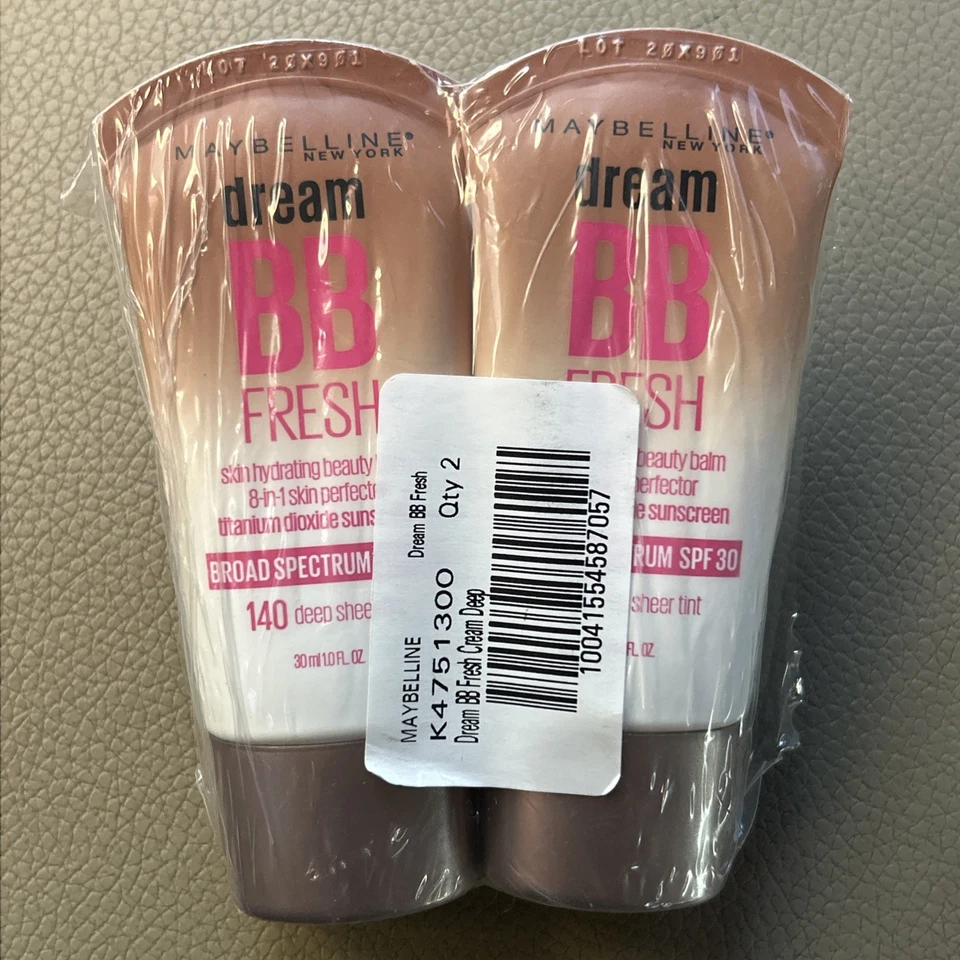 LOT 20X901
MAYBELLINE®
NEW YORK
dream
BB
FRESH
skin hydrating beauty
8-in-1 skin perfecto
titanium dioxide suns
BROAD SPECTRUM
140 deep shee
30 ml 1.0 FL. OZ.
LOT 20X901
MAYBELLINE®
NEW YORK
dream
BB
FRESH
beauty balm
perfector
e sunscreen
RUM SPF 30
sheer tint
FL. OZ.
MAYBELLINE Dream BB Fresh
K4751300 Qty 2
Dream BB Fresh Cream Deep
10041554587057